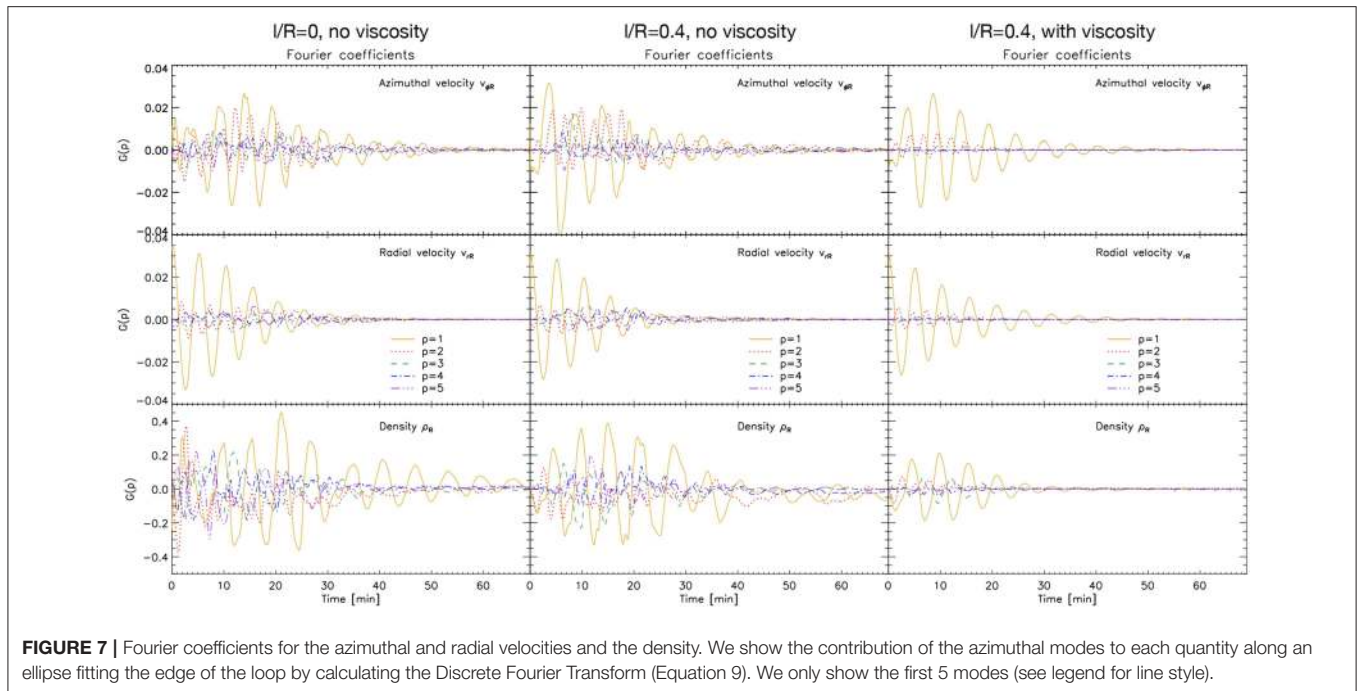 l/R=0, no viscosity
l/R=0.4, no viscosity
l/R=0.4, with viscosity
Fourier coefficients
Fourier coefficients
Fourier coefficients
0.04
0.02
0.00
-0.02
-0.04
G(p)
Azimuthal velocity vφR
Azimuthal velocity vφR
Azimuthal velocity vφR
0.04
0.02
0.00
-0.02
-0.04
G(p)
Radial velocity vrR
p=1
p=2
p=3
p=4
p=5
Radial velocity vrR
p=1
p=2
p=3
p=4
p=5
Radial velocity vrR
p=1
p=2
p=3
p=4
p=5
0.4
0.2
0.0
-0.2
-0.4
G(p)
Density ρR
Density ρR
Density ρR
0 10 20 30 40 50 60
0 10 20 30 40 50 60
0 10 20 30 40 50 60
Time [min]
Time [min]
Time [min]
FIGURE 7 | Fourier coefficients for the azimuthal and radial velocities and the density. We show the contribution of the azimuthal modes to each quantity along an
ellipse fitting the edge of the loop by calculating the Discrete Fourier Transform (Equation 9). We only show the first 5 modes (see legend for line style).